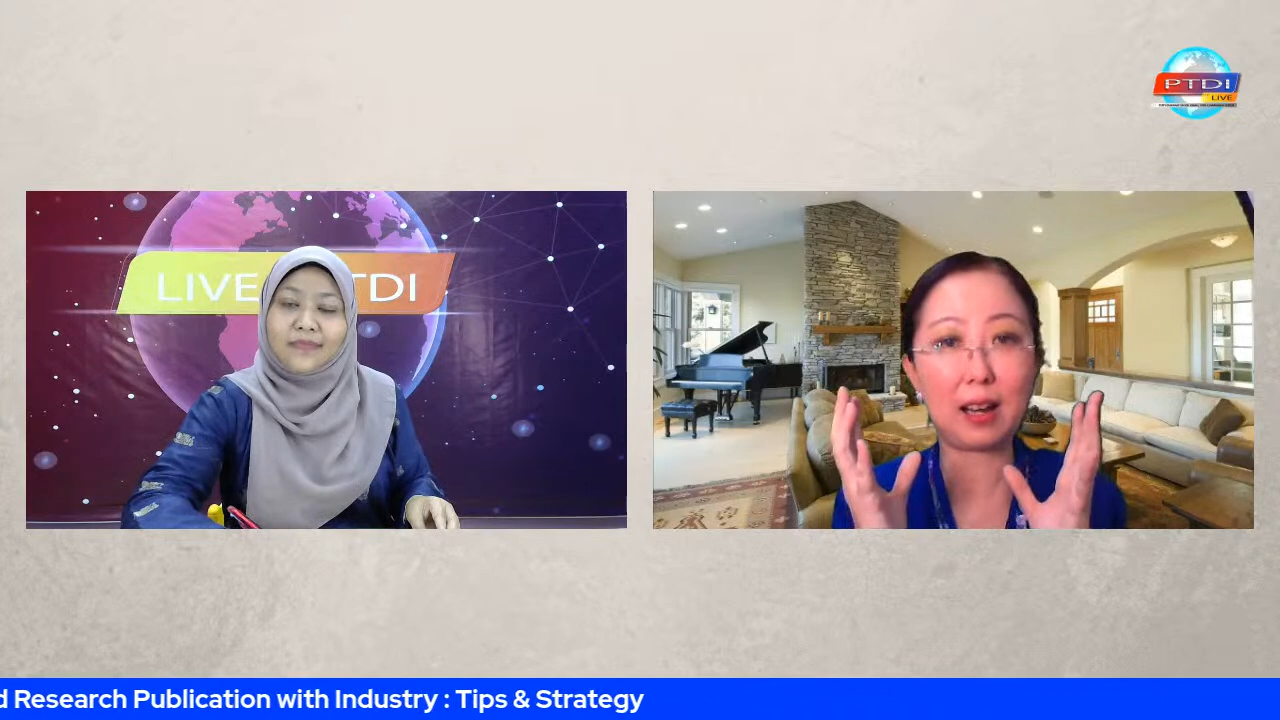 PTDI
LIVE
LIVE TDI
d Research Publication with Industry : Tips & Strategy